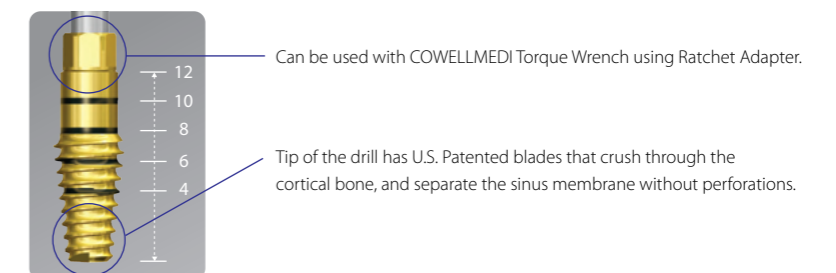 Can be used with COWELLMEDI Torque Wrench using Ratchet Adapter.
12
10
8
6
4
Tip of the drill has U.S. Patented blades that crush through the
cortical bone, and separate the sinus membrane without perforations.